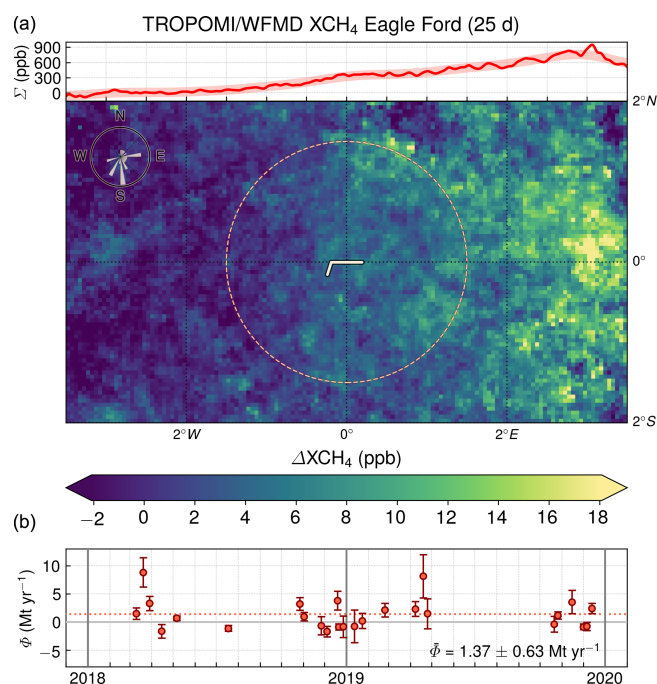 (a)
TROPOMI/WFMD XCH₄ Eagle Ford (25 d)
Σ (ppb)
900
600
300
0
2°N
0°
2°S
N
W E
S
2°W 0° 2°E
ΔXCH₄ (ppb)
−2 0 2 4 6 8 10 12 14 16 18
(b)
Φ (Mt yr⁻¹)
10
5
0
−5
Φ̄ = 1.37 ± 0.63 Mt yr⁻¹
2018 2019 2020